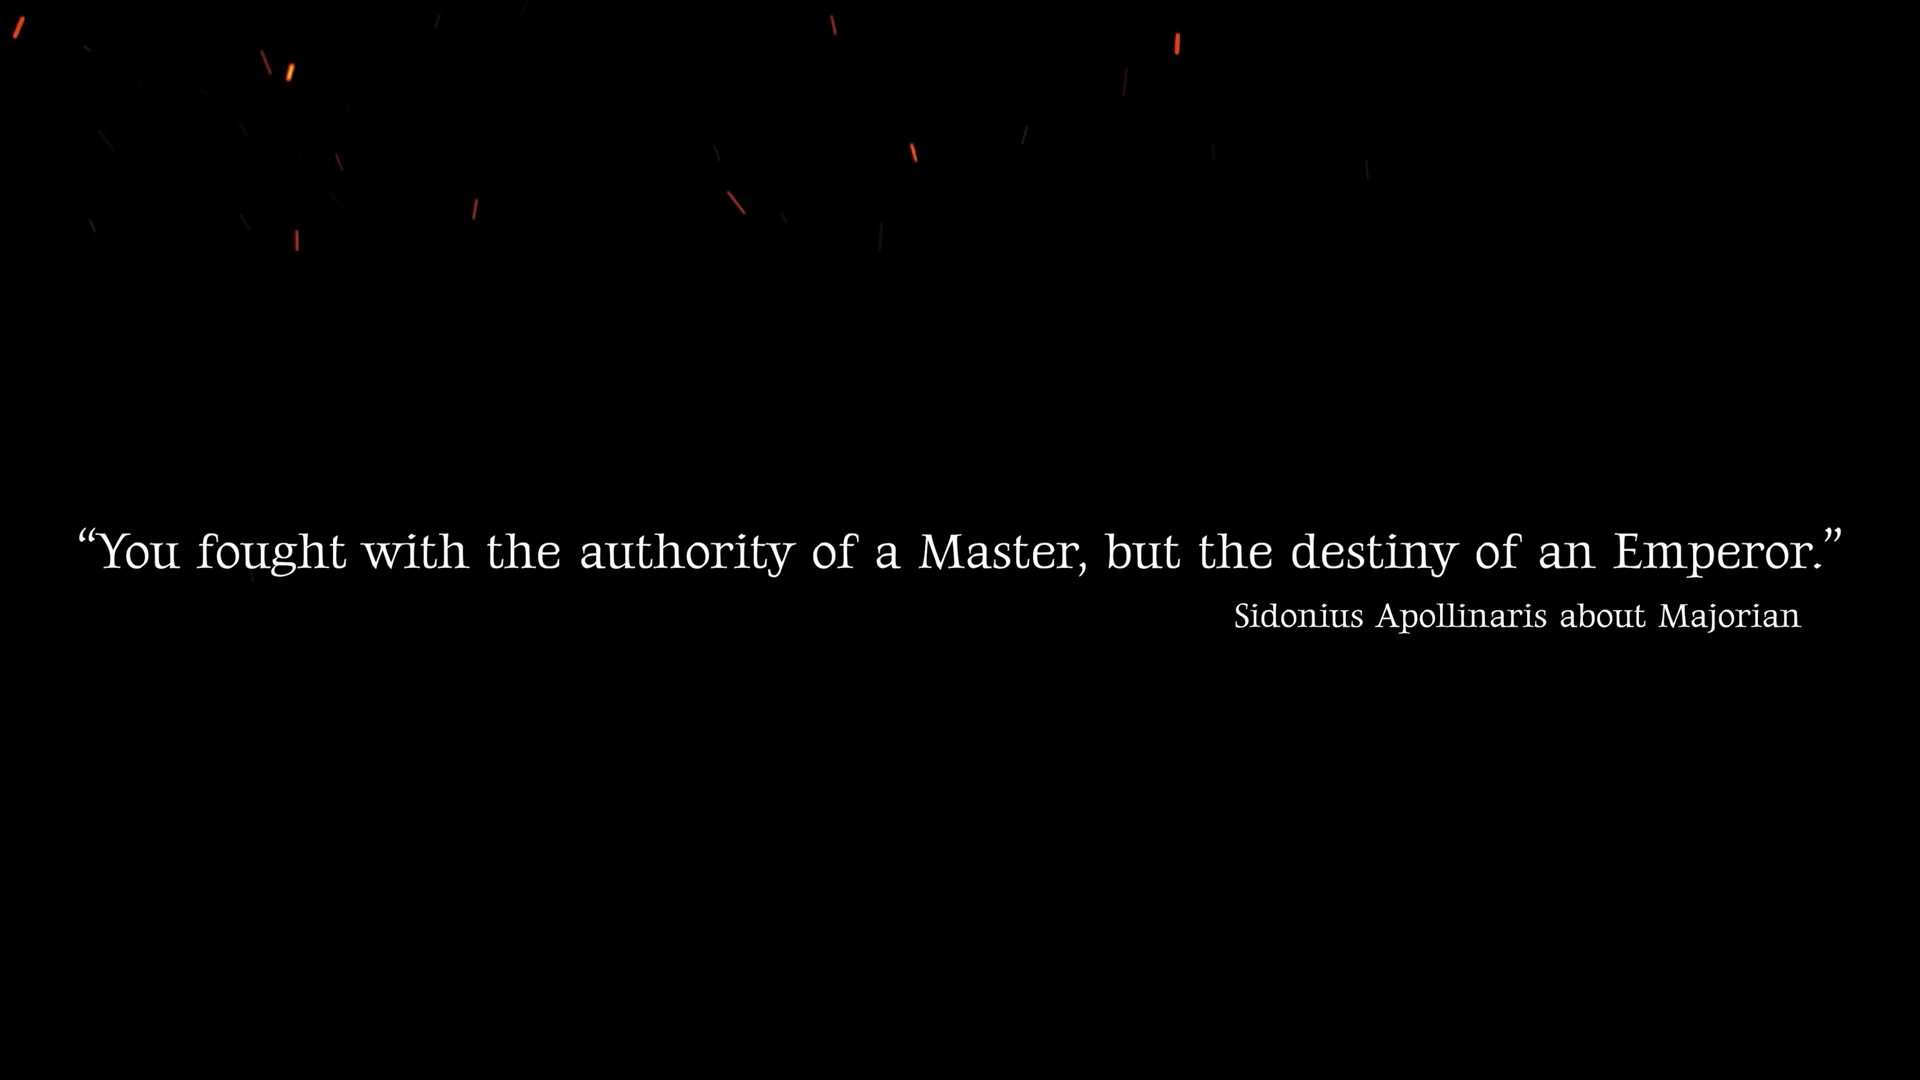 “You fought with the authority of a Master, but the destiny of an Emperor.”
Sidonius Apollinaris about Majorian